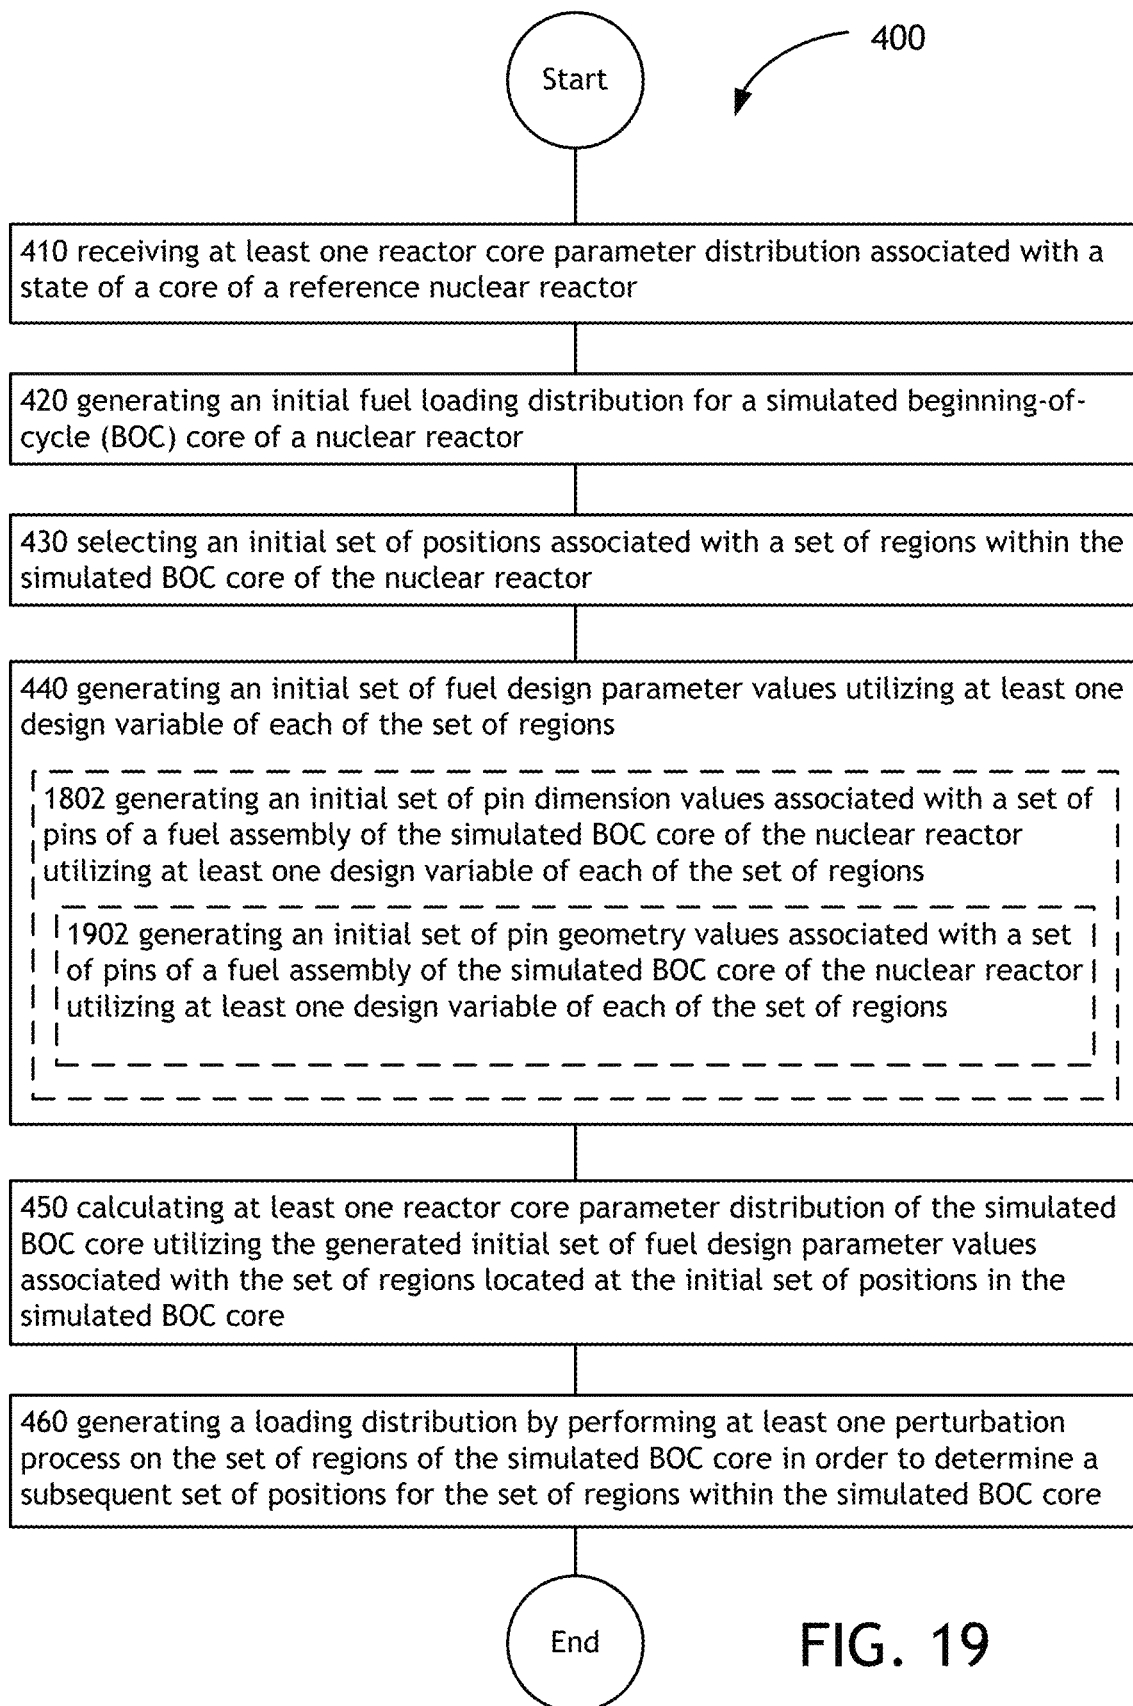 400
Start
410 receiving at least one reactor core parameter distribution associated with a
state of a core of a reference nuclear reactor
420 generating an initial fuel loading distribution for a simulated beginning-of-
cycle (BOC) core of a nuclear reactor
430 selecting an initial set of positions associated with a set of regions within the
simulated BOC core of the nuclear reactor
440 generating an initial set of fuel design parameter values utilizing at least one
design variable of each of the set of regions
1802 generating an initial set of pin dimension values associated with a set of
pins of a fuel assembly of the simulated BOC core of the nuclear reactor
utilizing at least one design variable of each of the set of regions
1902 generating an initial set of pin geometry values associated with a set
of pins of a fuel assembly of the simulated BOC core of the nuclear reactor
utilizing at least one design variable of each of the set of regions
450 calculating at least one reactor core parameter distribution of the simulated
BOC core utilizing the generated initial set of fuel design parameter values
associated with the set of regions located at the initial set of positions in the
simulated BOC core
460 generating a loading distribution by performing at least one perturbation
process on the set of regions of the simulated BOC core in order to determine a
subsequent set of positions for the set of regions within the simulated BOC core
End
FIG. 19